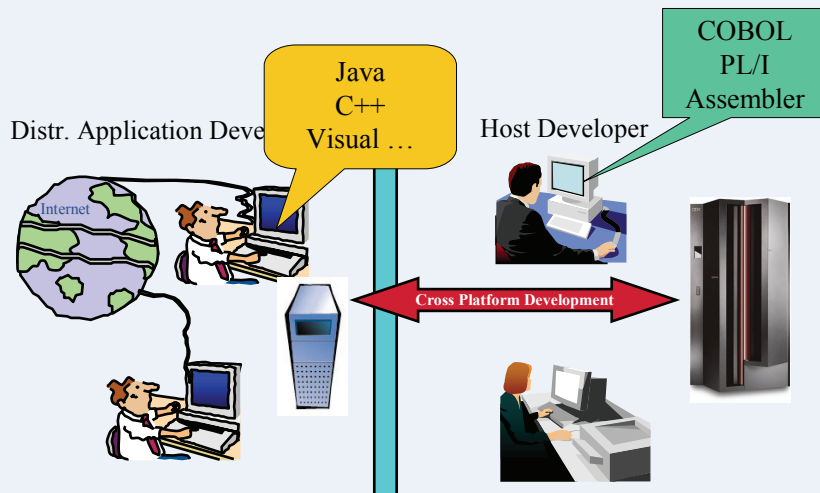 COBOL
PL/I
Assembler
Java
C++
Visual …
Distr. Application Deve
Host Developer
Internet
Cross Platform Development